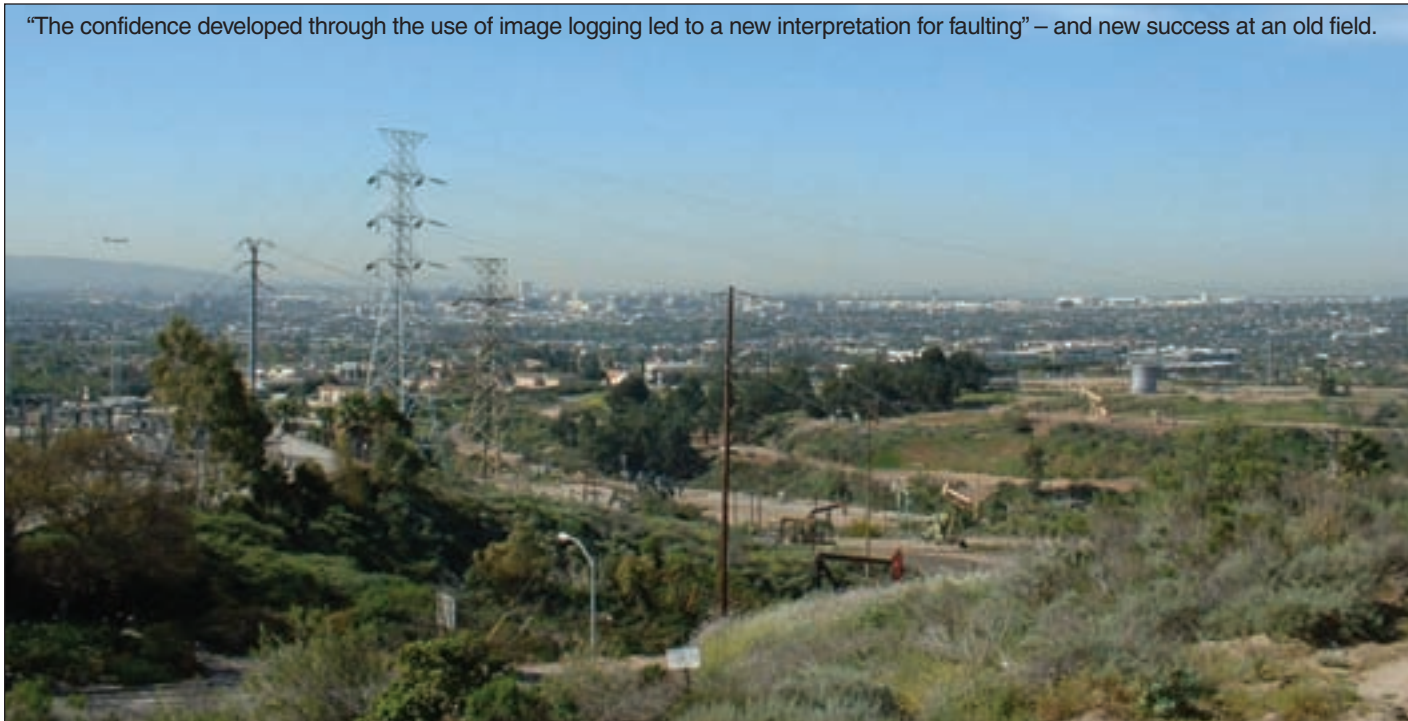 “The confidence developed through the use of image logging led to a new interpretation for faulting” – and new success at an old field.